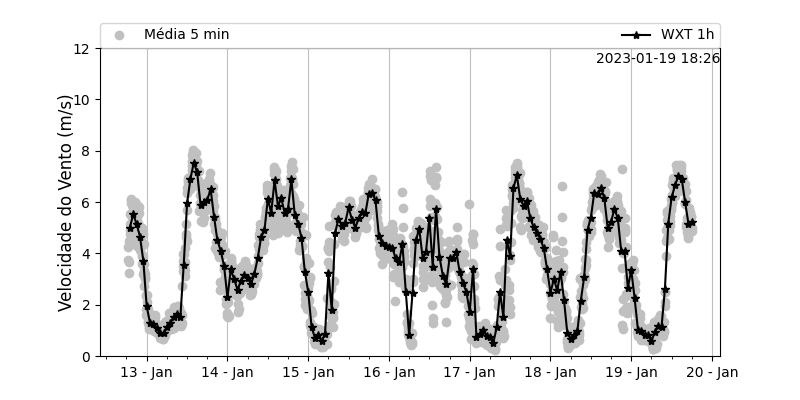 Média 5 min
WXT 1h
2023-01-19 18:26
Velocidade do Vento (m/s)
12
10
8
6
4
2
0
13 - Jan
14 - Jan
15 - Jan
16 - Jan
17 - Jan
18 - Jan
19 - Jan
20 - Jan